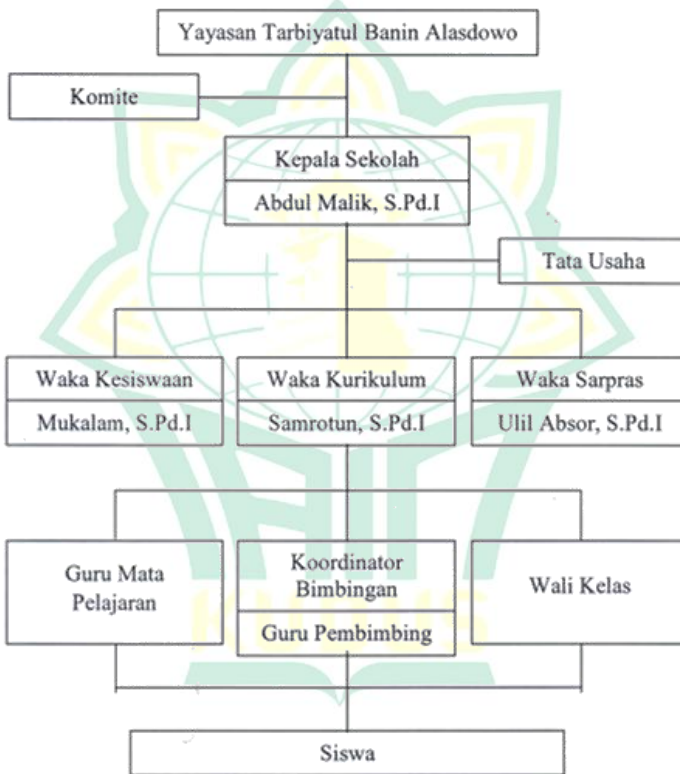 Yayasan Tarbiyatul Banin Alasdowo
Komite
Kepala Sekolah
Abdul Malik, S.Pd.I
Tata Usaha
Waka Kesiswaan
Mukalam, S.Pd.I
Waka Kurikulum
Samrotun, S.Pd.I
Waka Sarpras
Ulil Absor, S.Pd.I
Guru Mata
Pelajaran
Koordinator
Bimbingan
Guru Pembimbing
Wali Kelas
KUDUS
Siswa